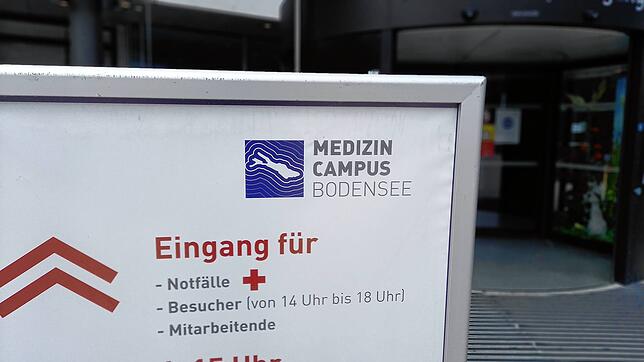 MEDIZIN
CAMPUS
BODENSEE
Eingang für
- Notfälle
- Besucher (von 14 Uhr bis 18 Uhr)
- Mitarbeitende